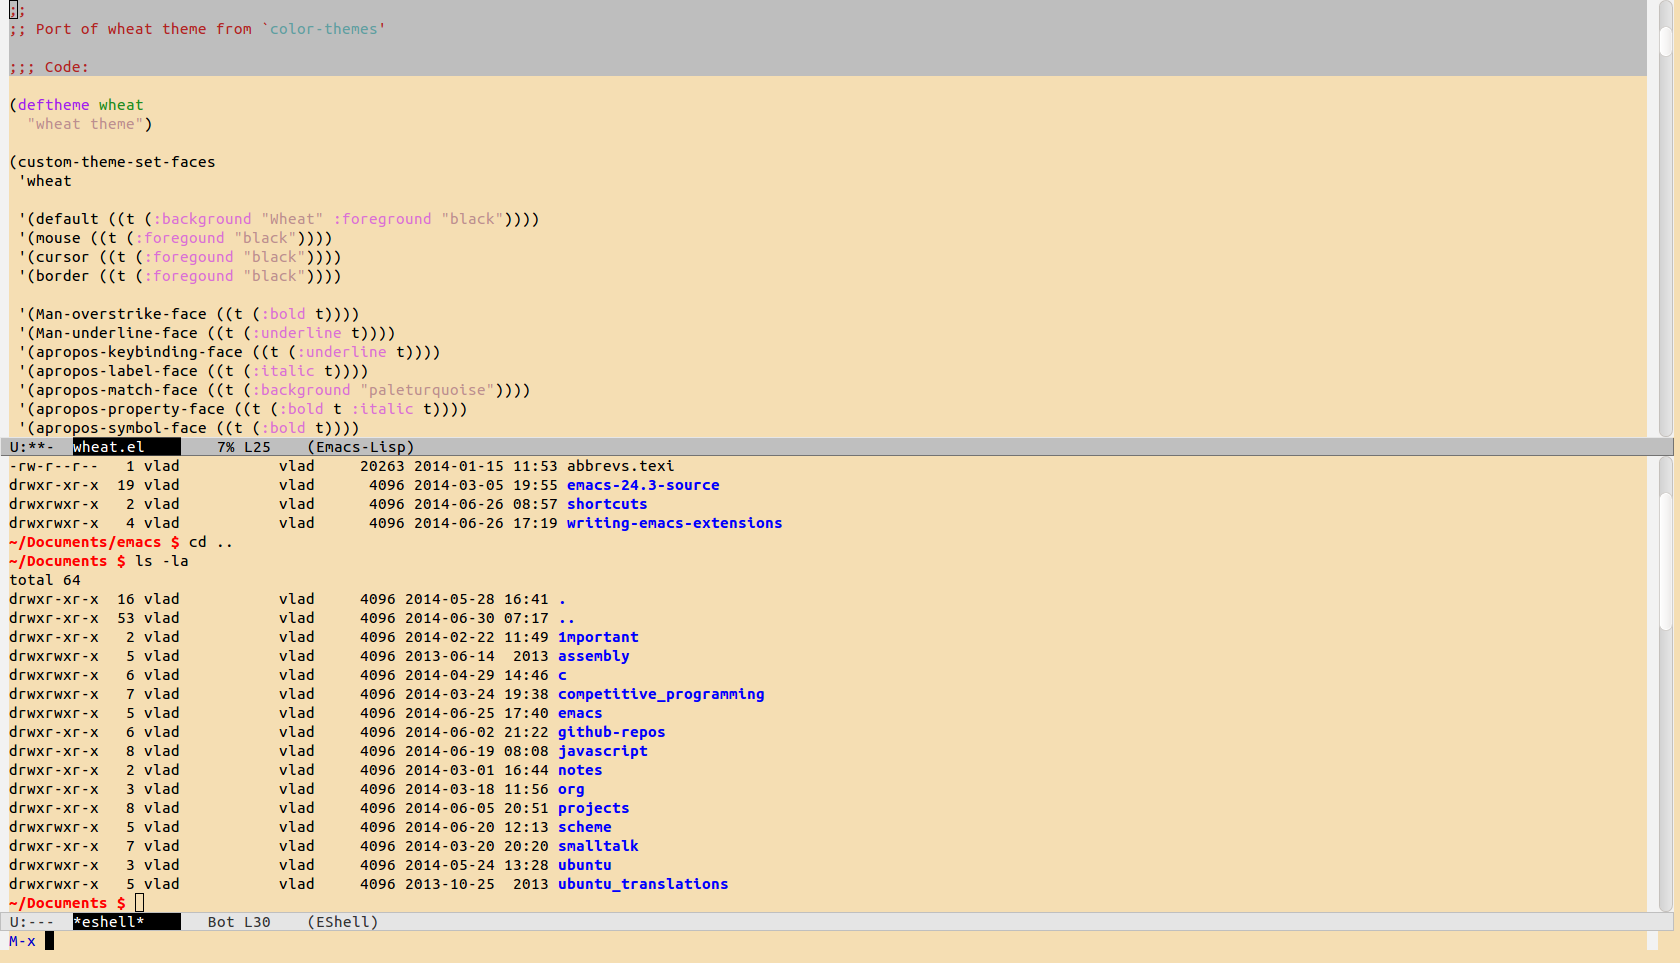 ;;
;; Port of wheat theme from `color-themes'
;;; Code:
(deftheme wheat
  "wheat theme")
(custom-theme-set-faces
 'wheat
 '(default ((t (:background "Wheat" :foreground "black"))))
 '(mouse ((t (:foregound "black"))))
 '(cursor ((t (:foregound "black"))))
 '(border ((t (:foregound "black"))))
 '(Man-overstrike-face ((t (:bold t))))
 '(Man-underline-face ((t (:underline t))))
 '(apropos-keybinding-face ((t (:underline t))))
 '(apropos-label-face ((t (:italic t))))
 '(apropos-match-face ((t (:background "paleturquoise"))))
 '(apropos-property-face ((t (:bold t :italic t))))
 '(apropos-symbol-face ((t (:bold t))))
U:**-  wheat.el        7% L25    (Emacs-Lisp)
-rw-r--r--   1 vlad           vlad     20263 2014-01-15 11:53 abbrevs.texi
drwxr-xr-x  19 vlad           vlad      4096 2014-03-05 19:55 emacs-24.3-source
drwxrwxr-x   2 vlad           vlad      4096 2014-06-26 08:57 shortcuts
drwxrwxr-x   4 vlad           vlad      4096 2014-06-26 17:19 writing-emacs-extensions
~/Documents/emacs $ cd ..
~/Documents $ ls -la
total 64
drwxr-xr-x  16 vlad           vlad     4096 2014-05-28 16:41 .
drwxr-xr-x  53 vlad           vlad     4096 2014-06-30 07:17 ..
drwxr-xr-x   2 vlad           vlad     4096 2014-02-22 11:49 1mportant
drwxrwxr-x   5 vlad           vlad     4096 2013-06-14  2013 assembly
drwxr-xr-x   6 vlad           vlad     4096 2014-04-29 14:46 c
drwxrwxr-x   7 vlad           vlad     4096 2014-03-24 19:38 competitive_programming
drwxrwxr-x   5 vlad           vlad     4096 2014-06-25 17:40 emacs
drwxrwxr-x   6 vlad           vlad     4096 2014-06-02 21:22 github-repos
drwxr-xr-x   8 vlad           vlad     4096 2014-06-19 08:08 javascript
drwxr-xr-x   2 vlad           vlad     4096 2014-03-01 16:44 notes
drwxr-xr-x   3 vlad           vlad     4096 2014-03-18 11:56 org
drwxr-xr-x   8 vlad           vlad     4096 2014-06-05 20:51 projects
drwxrwxr-x   5 vlad           vlad     4096 2014-06-20 12:13 scheme
drwxrwxr-x   7 vlad           vlad     4096 2014-03-20 20:20 smalltalk
drwxrwxr-x   3 vlad           vlad     4096 2014-05-24 13:28 ubuntu
drwxrwxr-x   5 vlad           vlad     4096 2013-10-25  2013 ubuntu_translations
~/Documents $
U:---  *eshell*       Bot L30    (EShell)
M-x